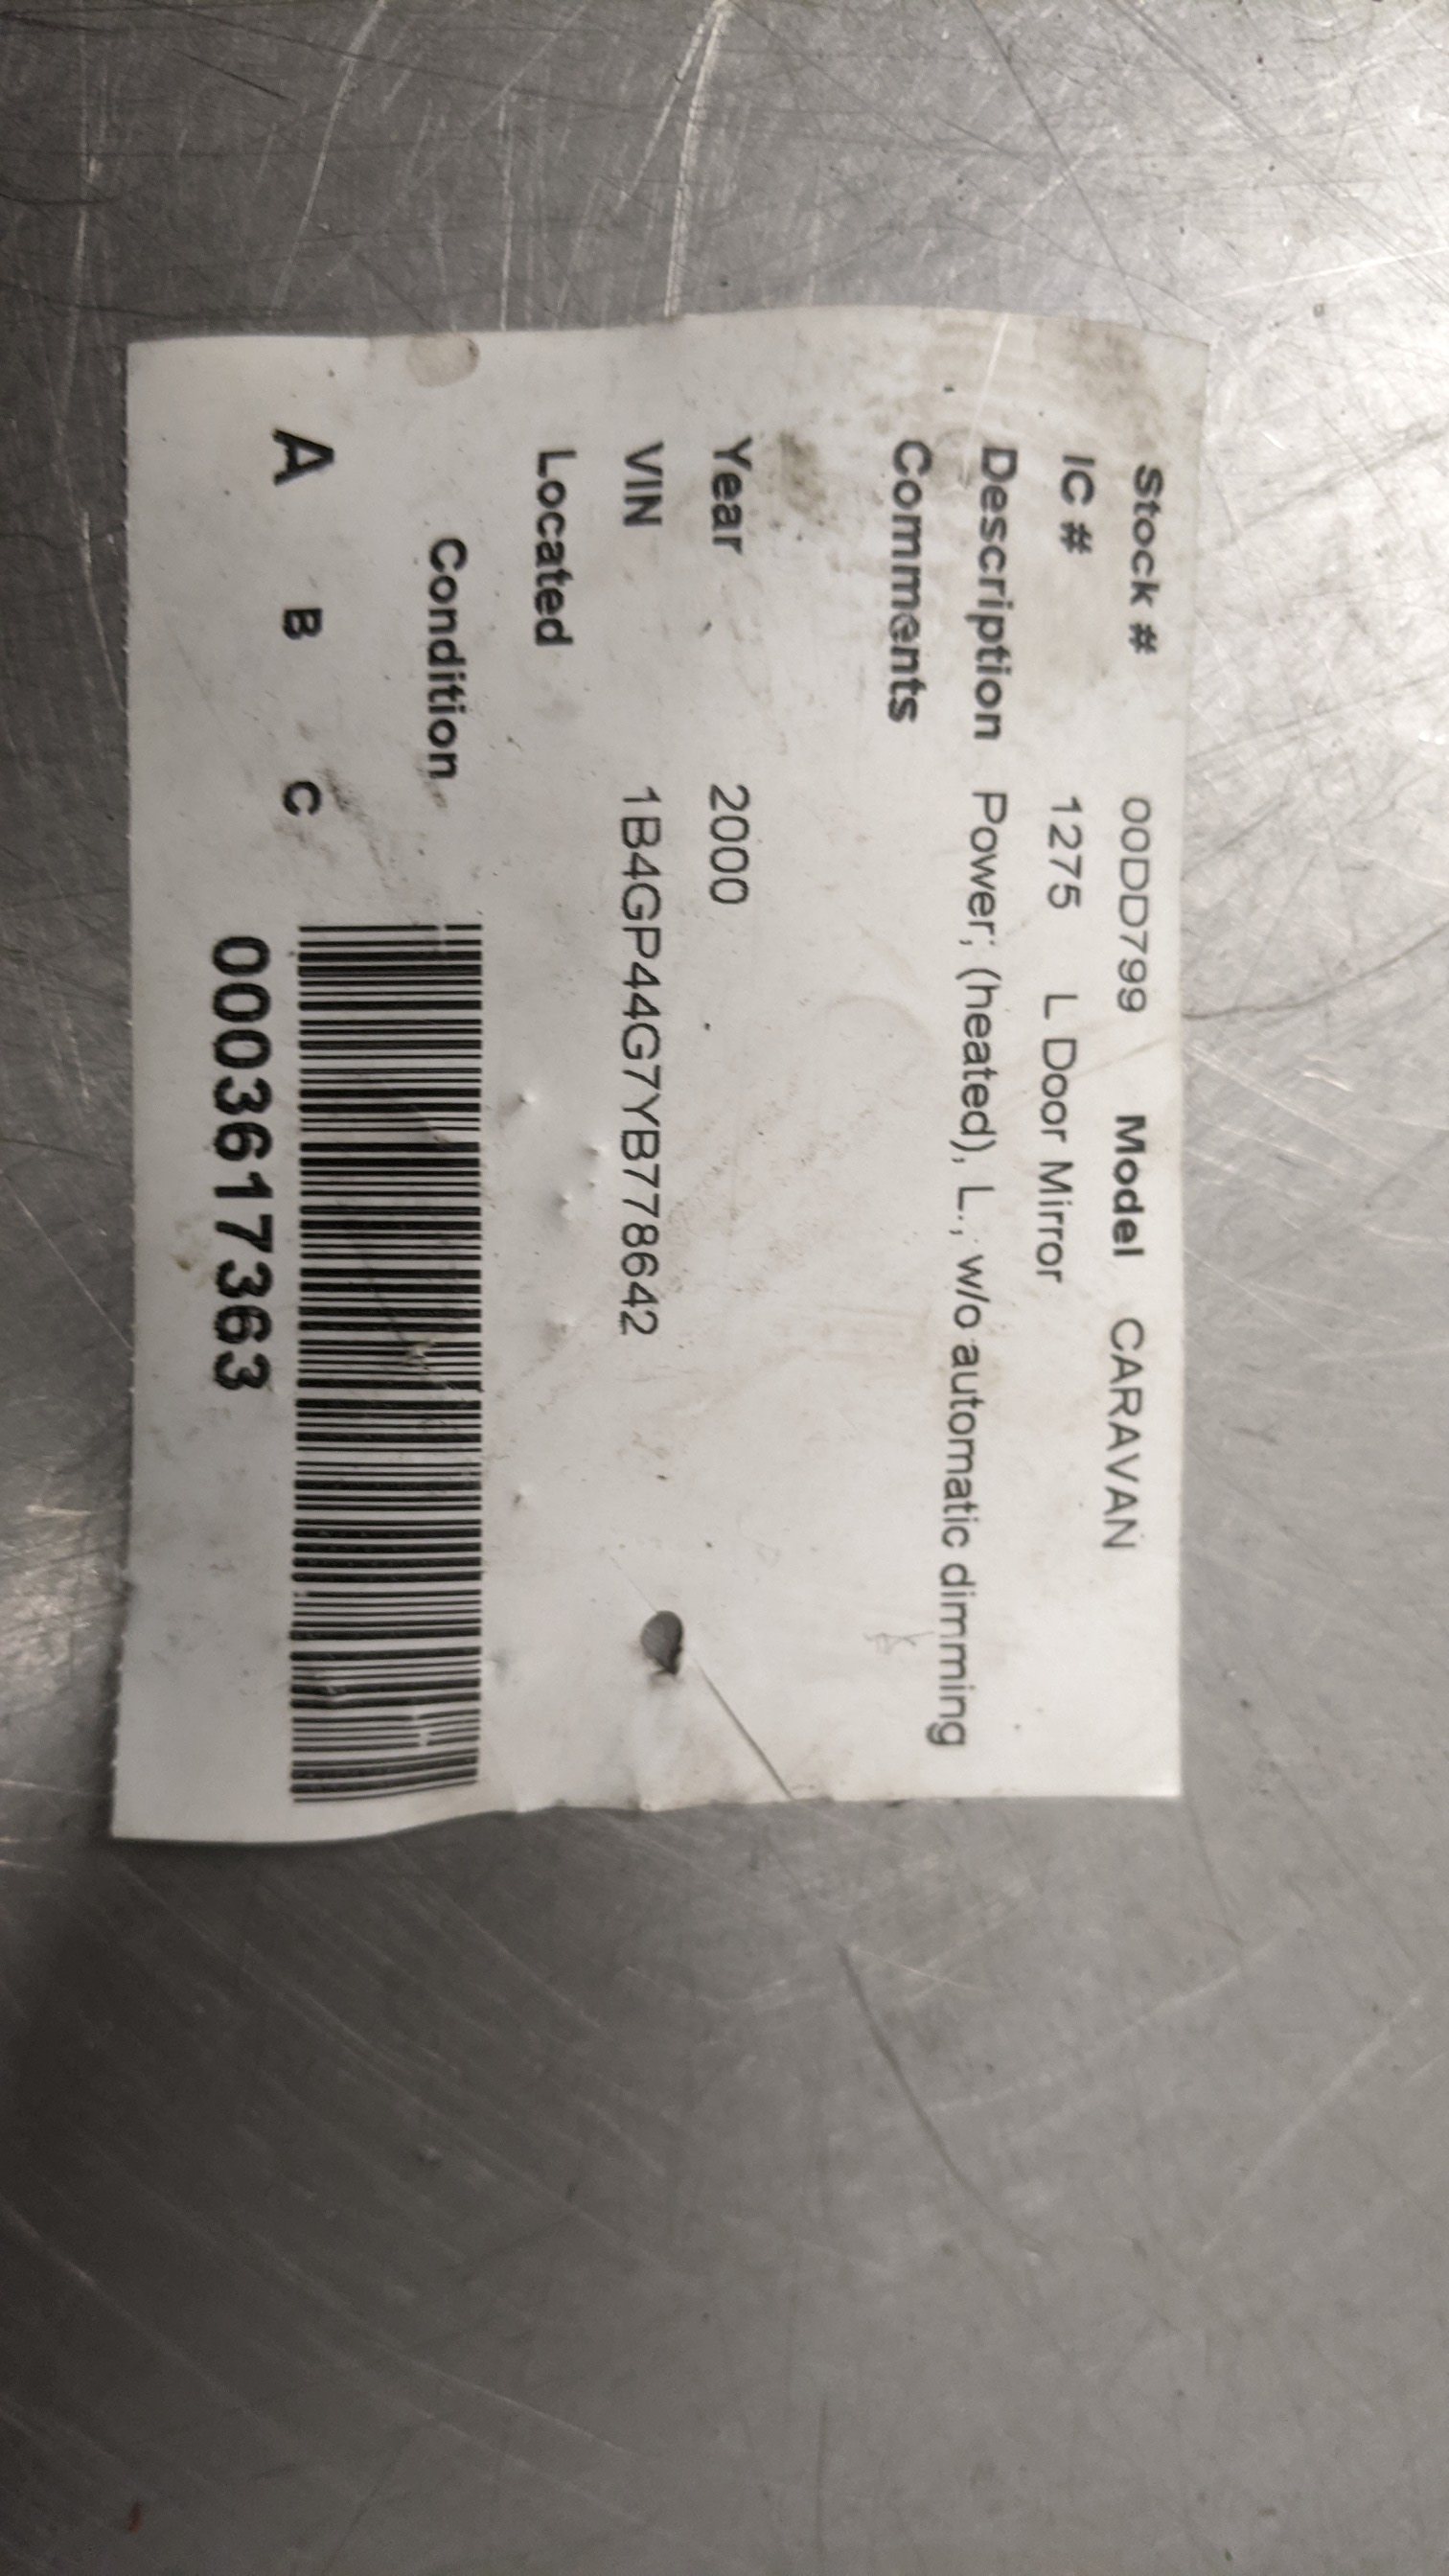 Stock # 00DD799 Model CARAVAN
IC # 1275 L Door Mirror
Description Power; (heated), L.; w/o automatic dimming
Comments
Year 2000
VIN 1B4GP44G7YB778642
Located
Condition
A B C
0003617363